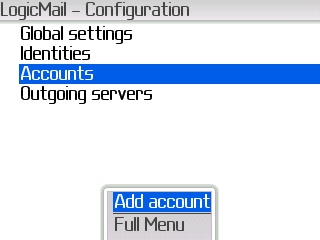 LogicMail – Configuration
Global settings
Identities
Accounts
Outgoing servers
Add account
Full Menu